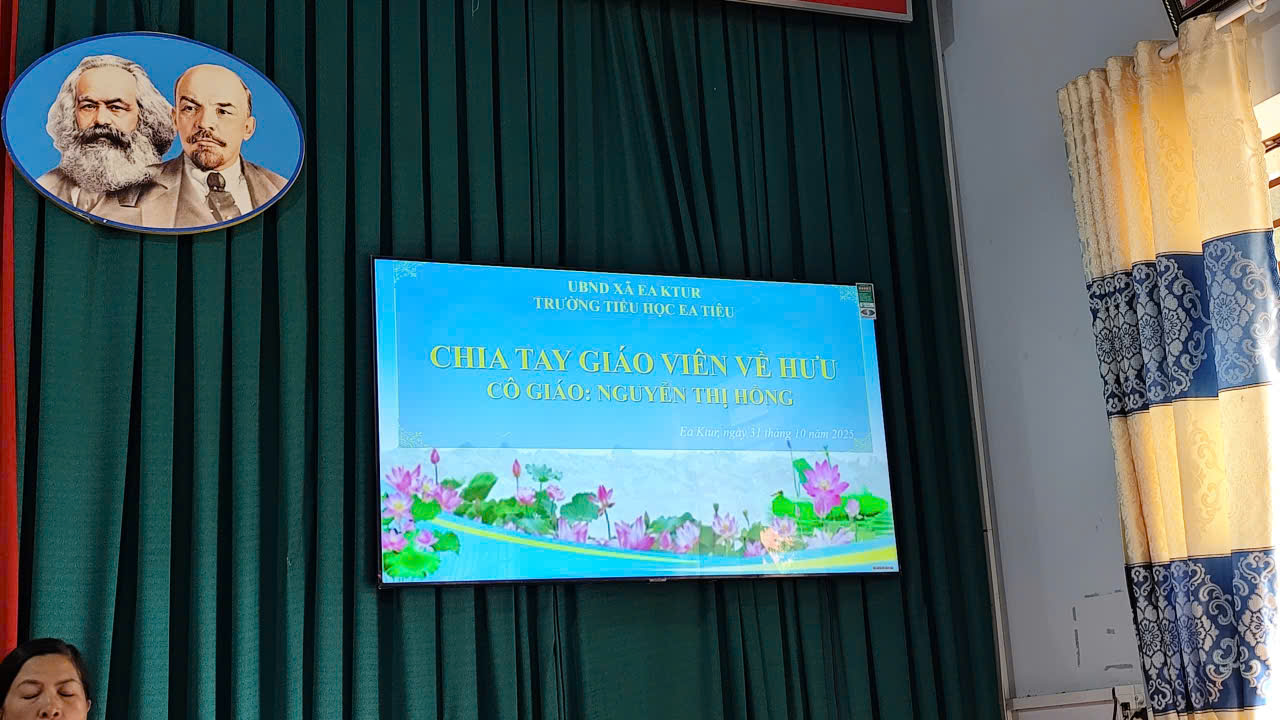 UBND XÃ EA KTUR
TRƯỜNG TIỂU HỌC EA TIÊU
CHIA TAY GIÁO VIÊN VỀ HƯU
CÔ GIÁO: NGUYỄN THỊ HỒNG
Ea Ktur, ngày 31 tháng 10 năm 2025